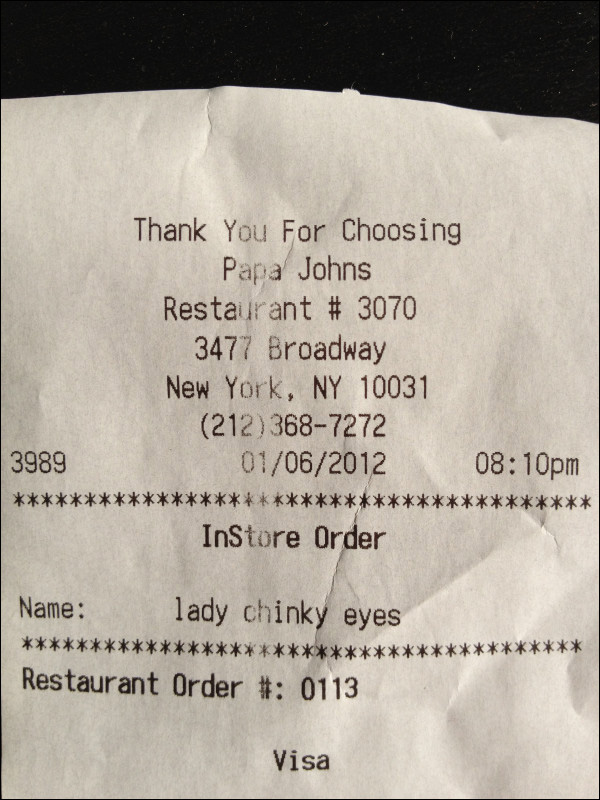 Thank You For Choosing
Papa Johns
Restaurant # 3070
3477 Broadway
New York, NY 10031
(212)368-7272
3989 01/06/2012 08:10pm
*****************************************
InStore Order
Name: lady chinky eyes
*****************************************
Restaurant Order #: 0113
Visa